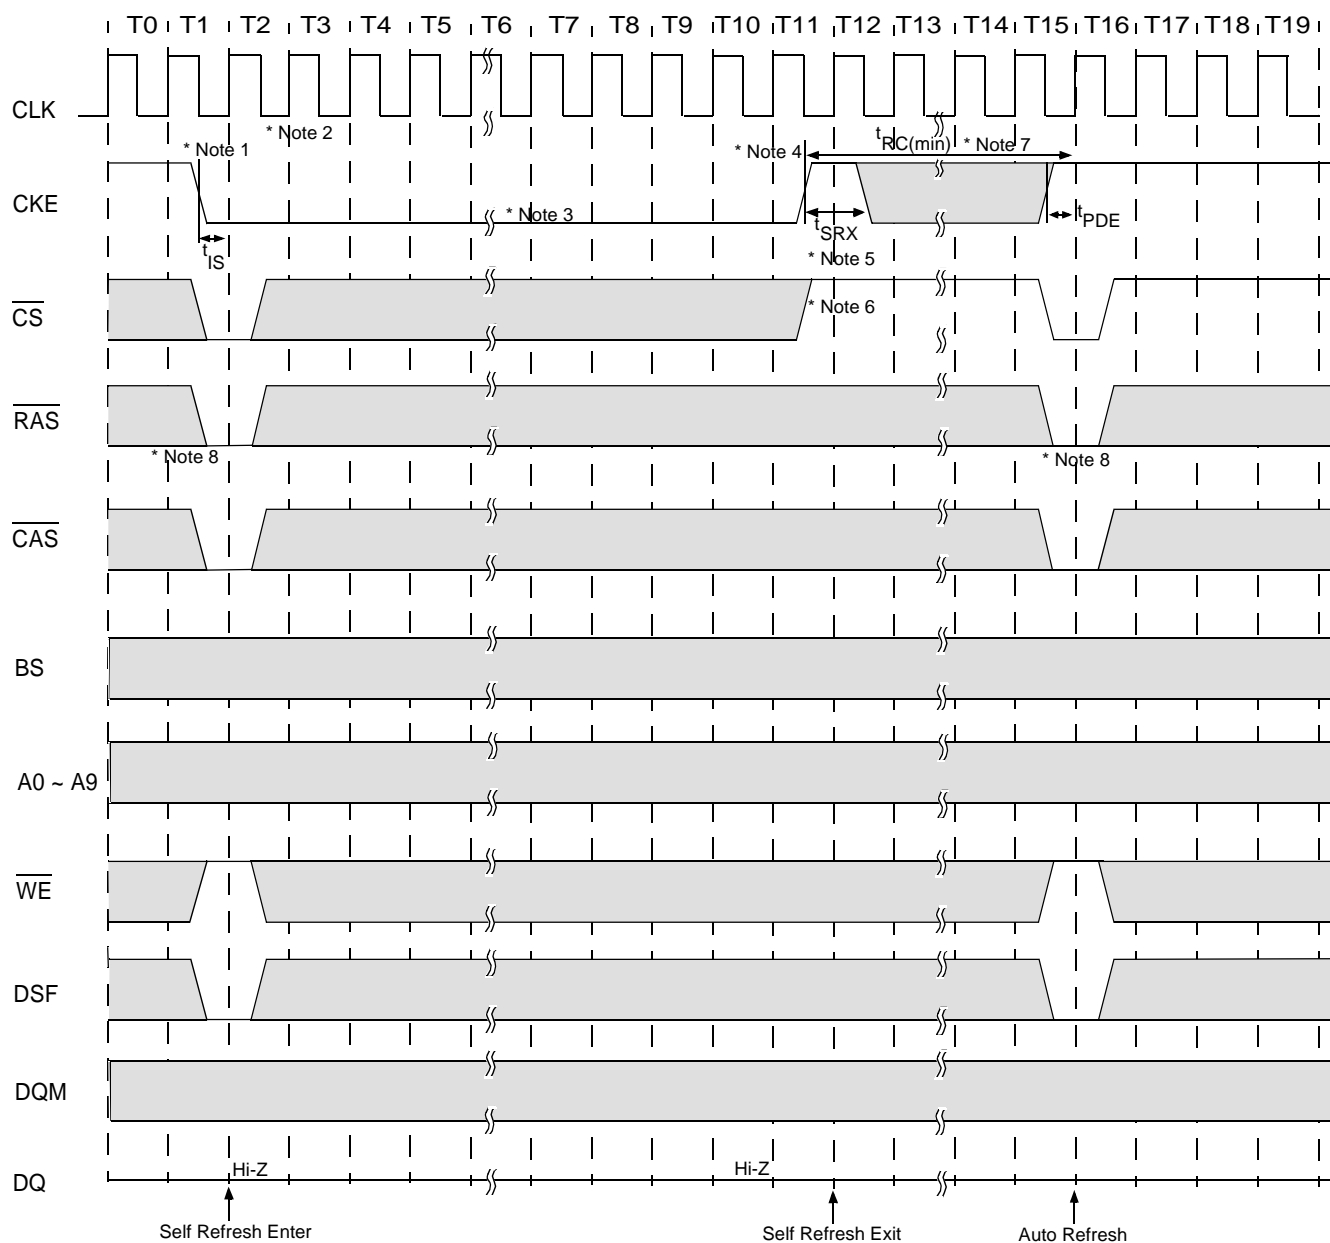 T0 T1 T2 T3 T4 T5 T6 T7 T8 T9 T10 T11 T12 T13 T14 T15 T16 T17 T18 T19
CLK
* Note 2
* Note 1
* Note 4
tRC(min)
* Note 7
CKE
* Note 3
tIS
tSRX
tPDE
* Note 5
CS
* Note 6
RAS
* Note 8
* Note 8
CAS
BS
A0 ~ A9
WE
DSF
DQM
Hi-Z
Hi-Z
DQ
Self Refresh Enter
Self Refresh Exit
Auto Refresh